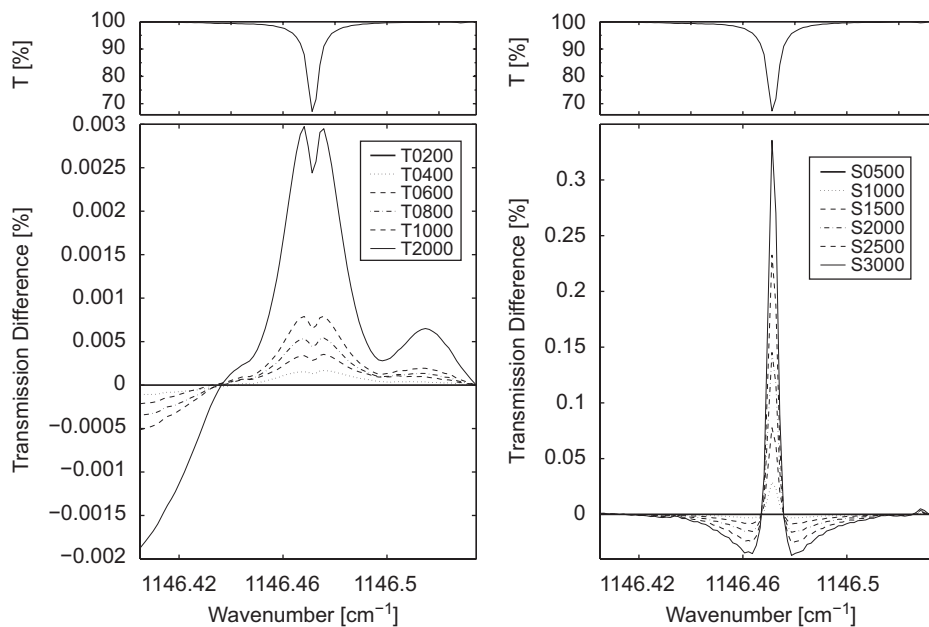 T [%]
100
90
80
70
Transmission Difference [%]
0.003
0.0025
0.002
0.0015
0.001
0.0005
0
−0.0005
−0.001
−0.0015
−0.002
T0200
T0400
T0600
T0800
T1000
T2000
1146.42
1146.46
1146.5
Wavenumber [cm⁻¹]
T [%]
100
90
80
70
Transmission Difference [%]
0.3
0.25
0.2
0.15
0.1
0.05
0
S0500
S1000
S1500
S2000
S2500
S3000
1146.42
1146.46
1146.5
Wavenumber [cm⁻¹]